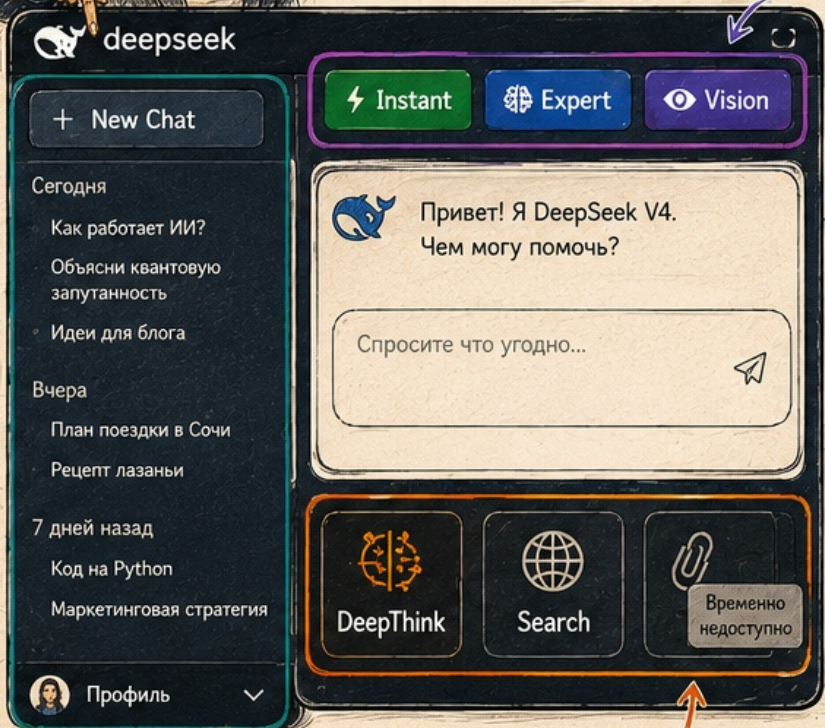 deepseek
Instant
Expert
Vision
+ New Chat
Сегодня
Как работает ИИ?
Объясни квантовую
запутанность
Идеи для блога
Вчера
План поездки в Сочи
Рецепт лазаньи
7 дней назад
Код на Python
Маркетинговая стратегия
Профиль
Привет! Я DeepSeek V4.
Чем могу помочь?
Спросите что угодно...
DeepThink
Search
Временно
недоступно